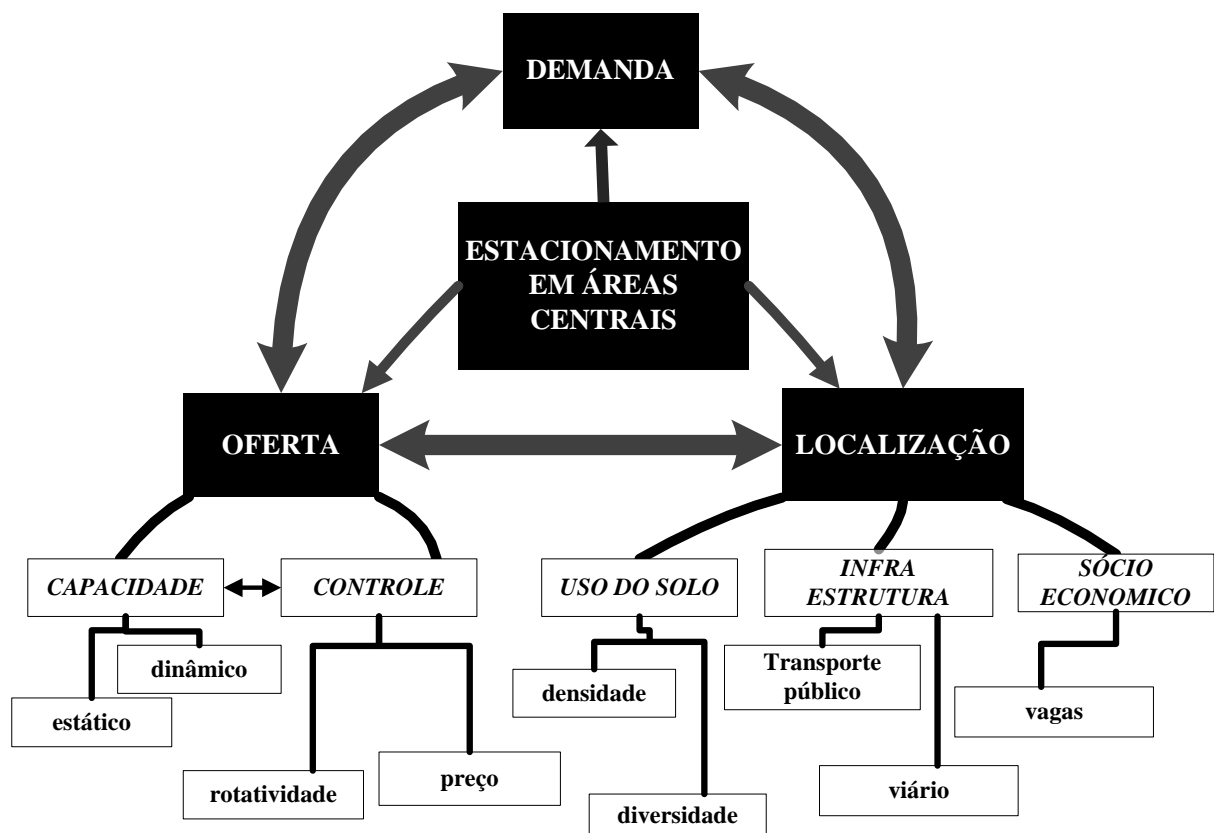 DEMANDA
ESTACIONAMENTO
EM ÁREAS
CENTRAIS
OFERTA
LOCALIZAÇÃO
CAPACIDADE
CONTROLE
USO DO SOLO
INFRA
ESTRUTURA
SÓCIO
ECONOMICO
dinâmico
estático
rotatividade
preço
densidade
diversidade
Transporte
público
viário
vagas